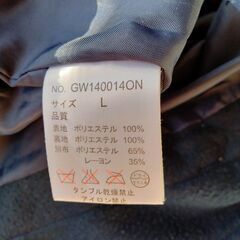 NO. GW140014ON
サイズ L
品質
表地 ポリエステル 100%
裏地 ポリエステル 100%
別布 ポリエステル 65%
レーヨン 35%
タンブル乾燥禁止
アイロン禁止